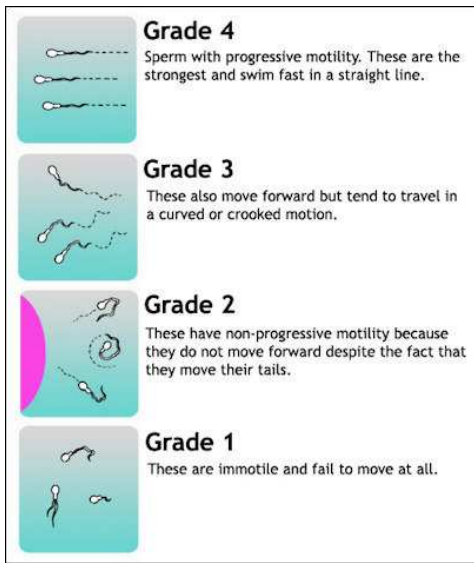 Grade 4
Sperm with progressive motility. These are the
strongest and swim fast in a straight line.
Grade 3
These also move forward but tend to travel in
a curved or crooked motion.
Grade 2
These have non-progressive motility because
they do not move forward despite the fact that
they move their tails.
Grade 1
These are immotile and fail to move at all.